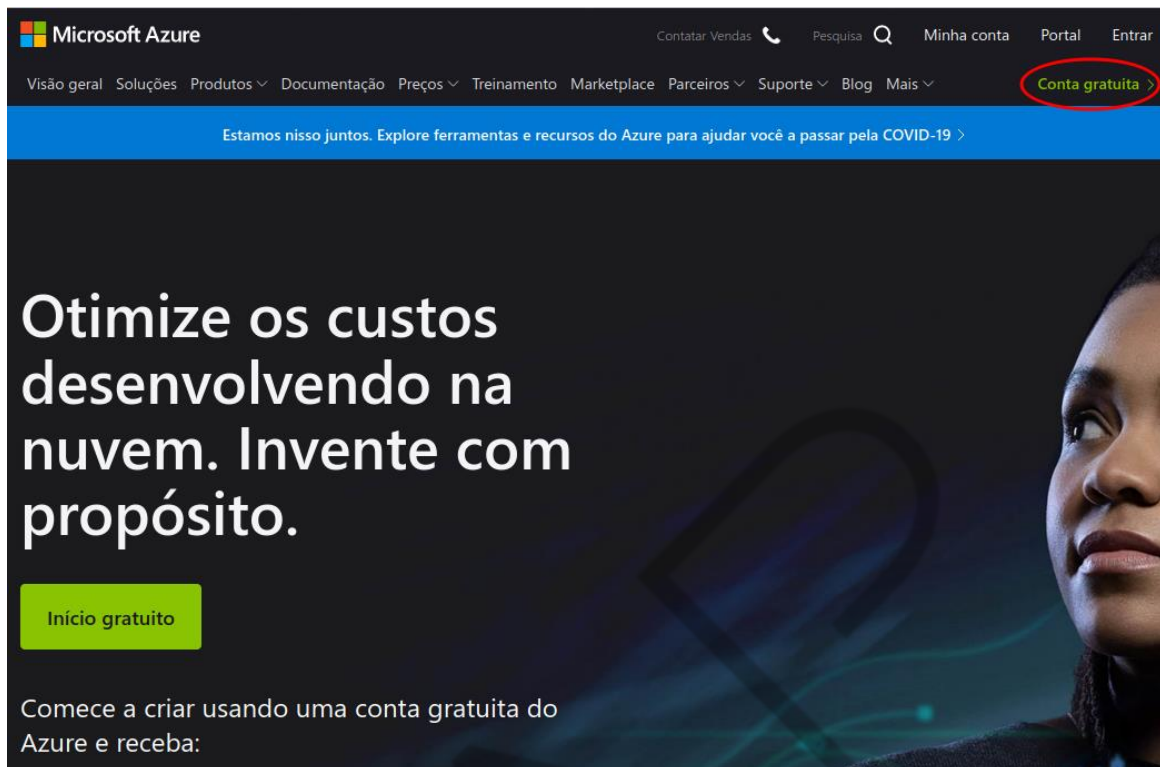 Microsoft Azure Contatar Vendas Pesquisa Minha conta Portal Entrar
Visão geral Soluções Produtos Documentação Preços Treinamento Marketplace Parceiros Suporte Blog Mais Conta gratuita
Estamos nisso juntos. Explore ferramentas e recursos do Azure para ajudar você a passar pela COVID-19
Otimize os custos
desenvolvendo na
nuvem. Invente com
propósito.
Início gratuito
Comece a criar usando uma conta gratuita do
Azure e receba: